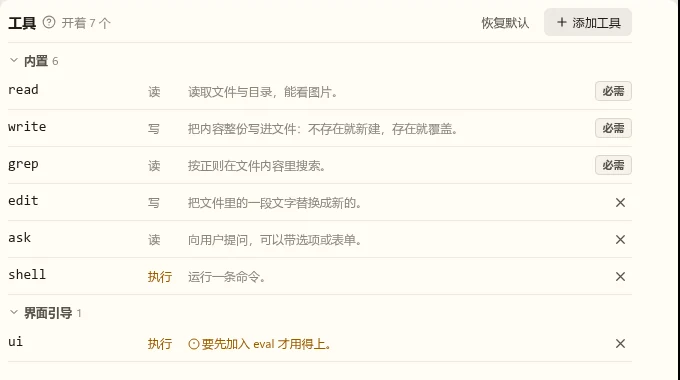 工具 开着 7 个 恢复默认 + 添加工具
内置 6
read 读 读取文件与目录，能看图片。 必需
write 写 把内容整份写进文件：不存在就新建，存在就覆盖。 必需
grep 读 按正则在文件内容里搜索。 必需
edit 写 把文件里的一段文字替换成新的。
ask 读 向用户提问，可以带选项或表单。
shell 执行 运行一条命令。
界面引导 1
ui 执行 要先加入 eval 才用得上。